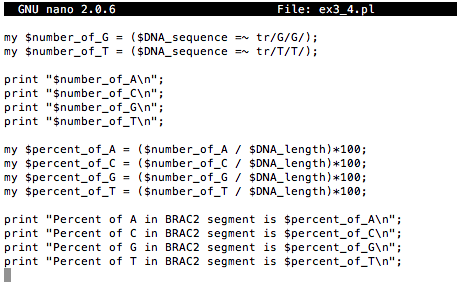 GNU nano 2.0.6 File: ex3_4.pl
my $number_of_G = ($DNA_sequence =~ tr/G/G/);
my $number_of_T = ($DNA_sequence =~ tr/T/T/);
print "$number_of_A\n";
print "$number_of_C\n";
print "$number_of_G\n";
print "$number_of_T\n";
my $percent_of_A = ($number_of_A / $DNA_length)*100;
my $percent_of_C = ($number_of_C / $DNA_length)*100;
my $percent_of_G = ($number_of_G / $DNA_length)*100;
my $percent_of_T = ($number_of_T / $DNA_length)*100;
print "Percent of A in BRAC2 segment is $percent_of_A\n";
print "Percent of C in BRAC2 segment is $percent_of_C\n";
print "Percent of G in BRAC2 segment is $percent_of_G\n";
print "Percent of T in BRAC2 segment is $percent_of_T\n";